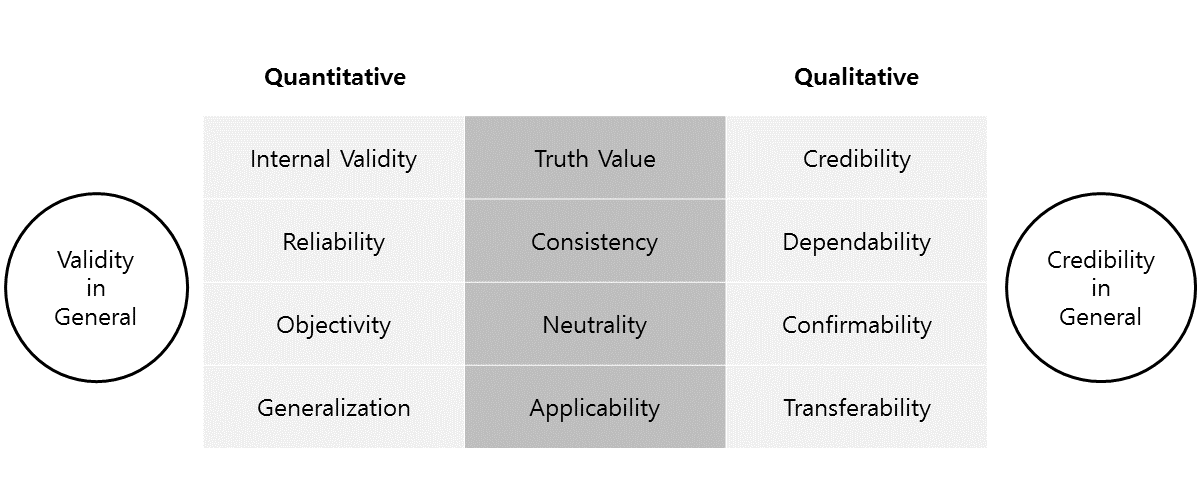 Quantitative
Qualitative
Internal Validity
Truth Value
Credibility
Reliability
Consistency
Dependability
Validity
in
General
Credibility
in
General
Objectivity
Neutrality
Confirmability
Generalization
Applicability
Transferability